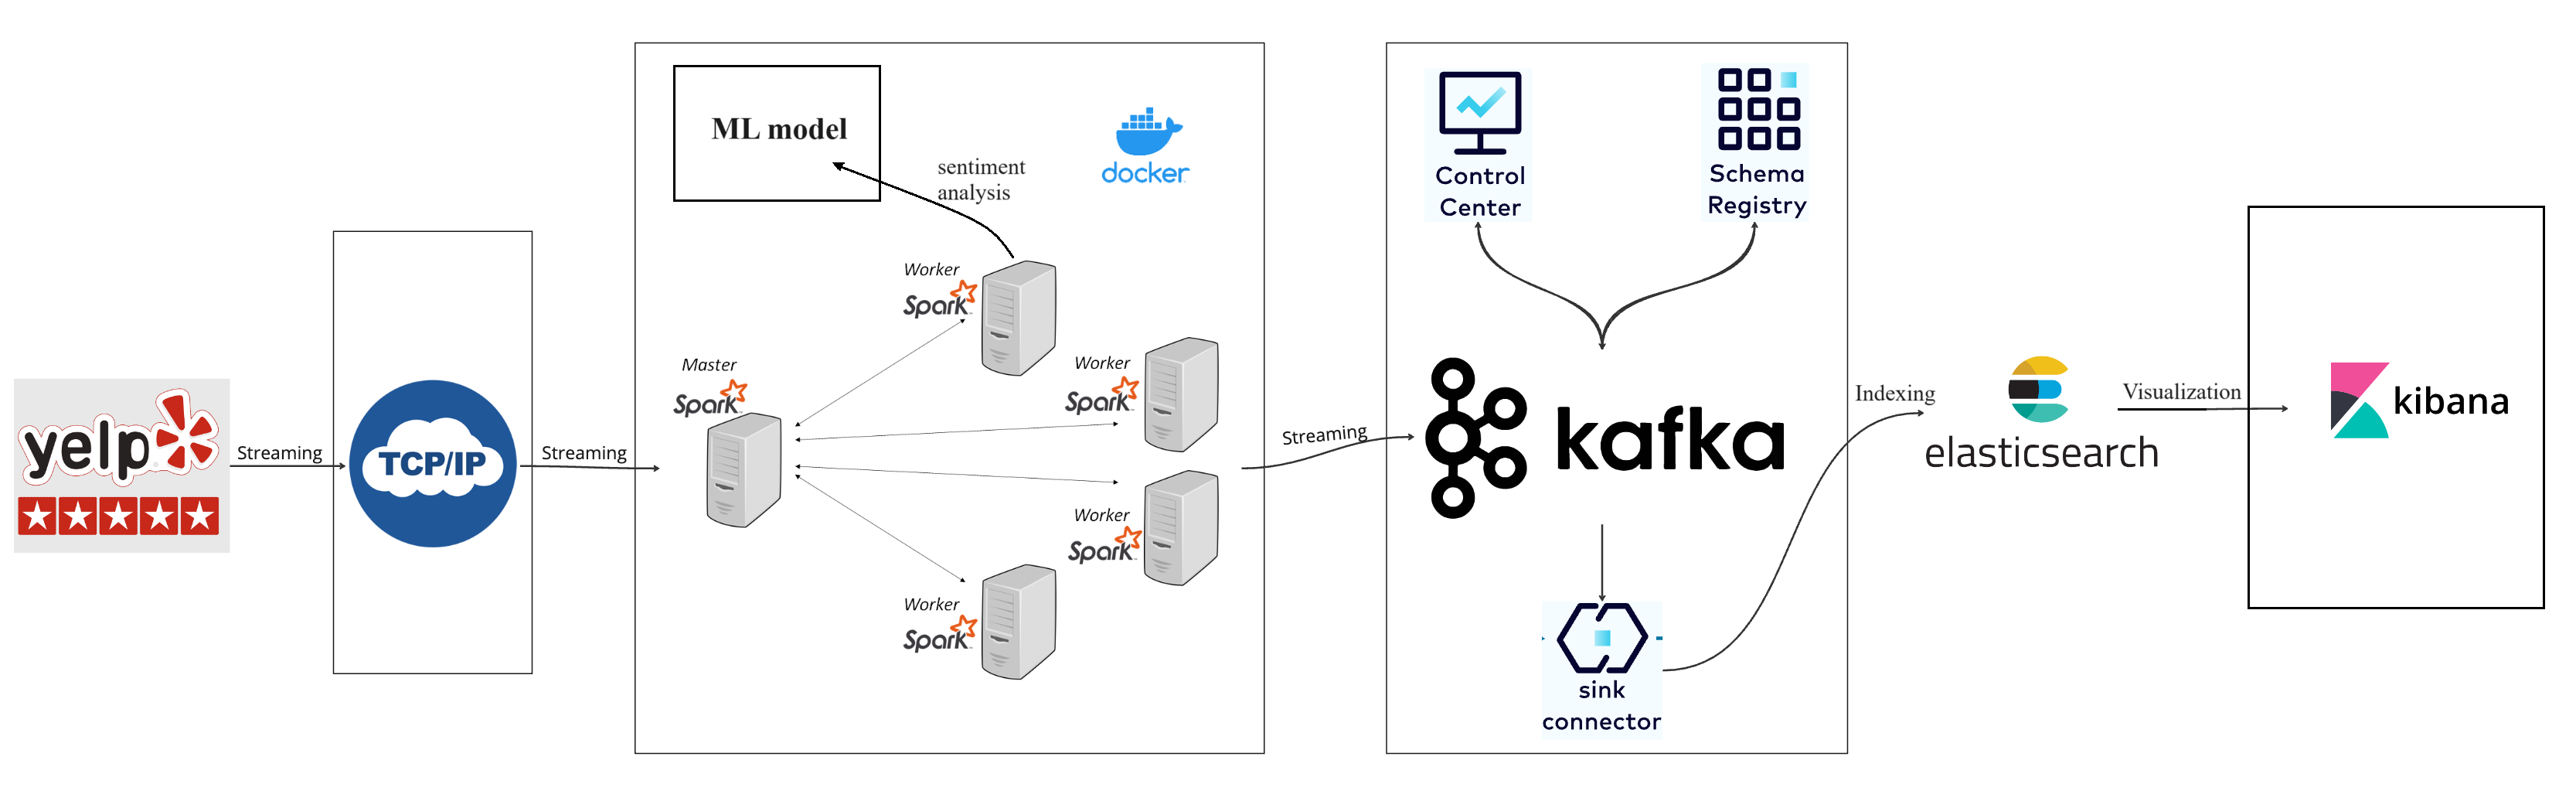 yelp
Streaming
TCP/IP
Streaming
ML model
sentiment
analysis
docker
Master
Spark
Worker
Spark
Worker
Spark
Worker
Spark
Worker
Spark
Streaming
Control
Center
Schema
Registry
kafka
sink
connector
Indexing
elasticsearch
Visualization
kibana